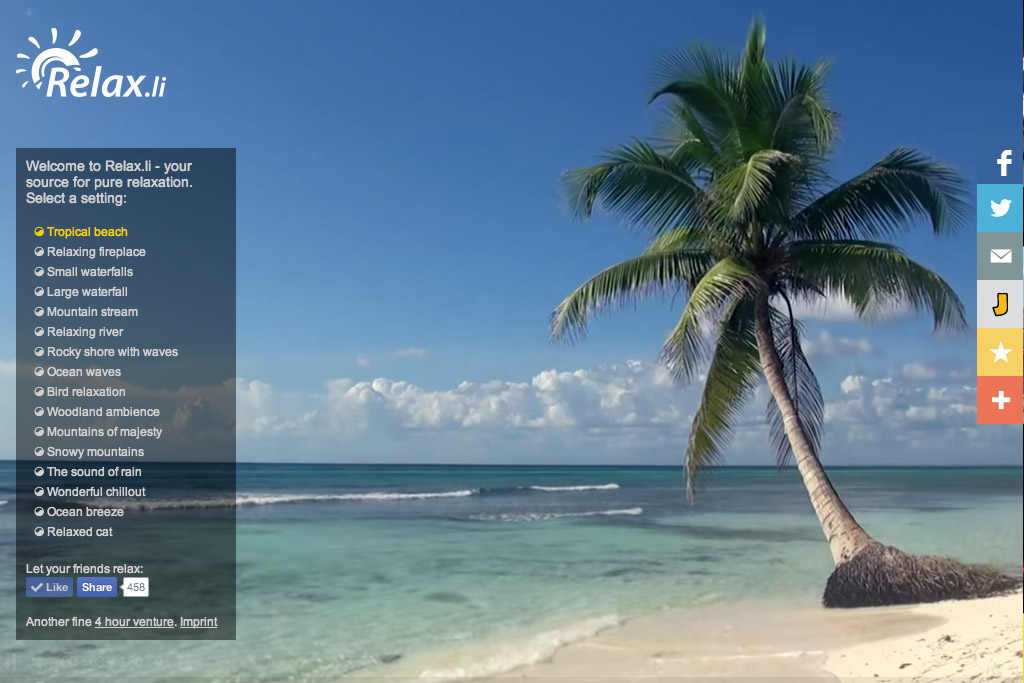 Relax.li
Welcome to Relax.li - your
source for pure relaxation.
Select a setting:
Tropical beach
Relaxing fireplace
Small waterfalls
Large waterfall
Mountain stream
Relaxing river
Rocky shore with waves
Ocean waves
Bird relaxation
Woodland ambience
Mountains of majesty
Snowy mountains
The sound of rain
Wonderful chillout
Ocean breeze
Relaxed cat
Let your friends relax:
Like Share 458
Another fine 4 hour venture. Imprint